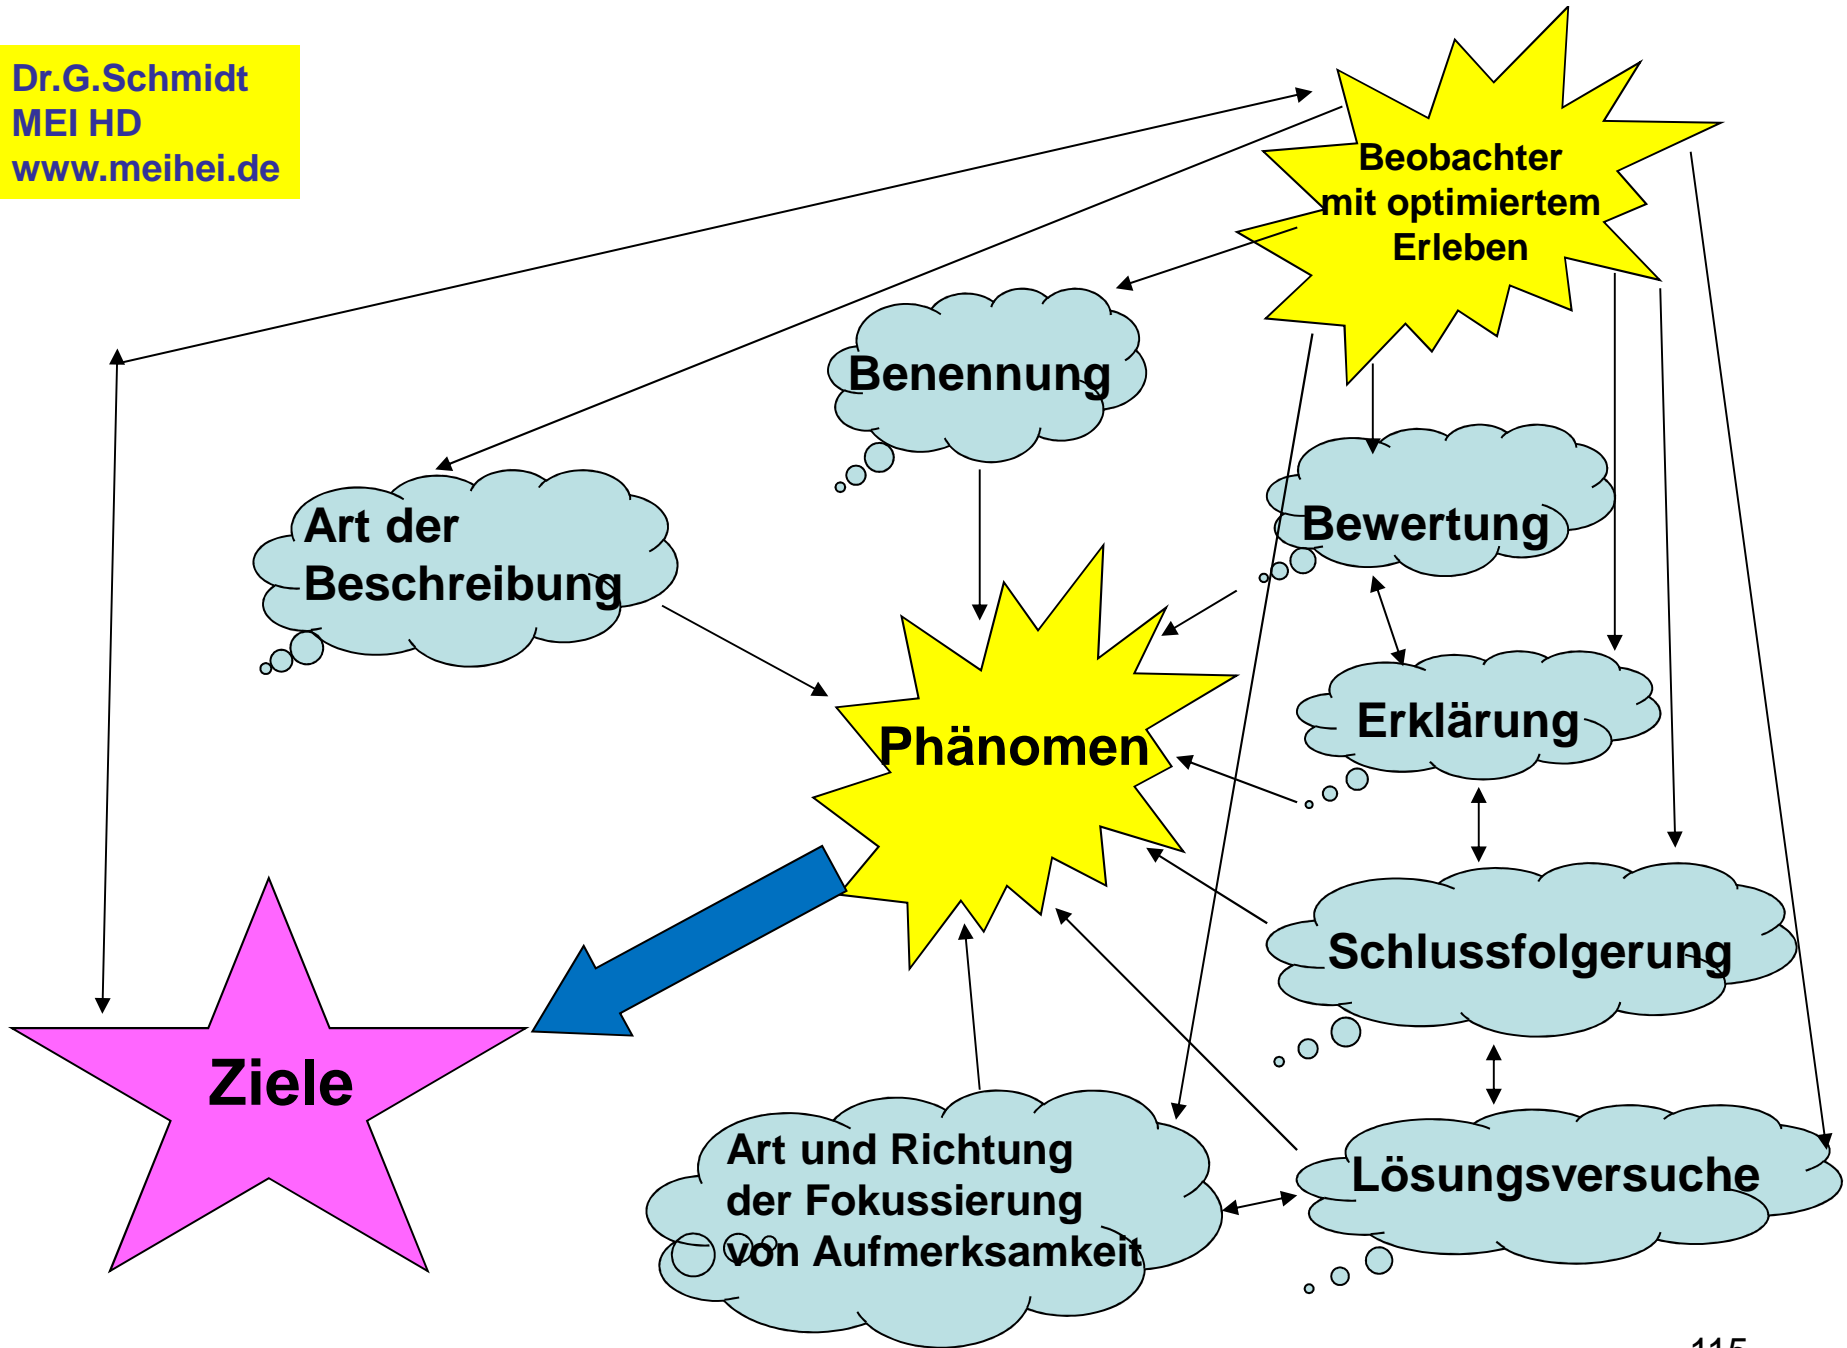 Dr.G.Schmidt
MEI HD
www.meihei.de
Beobachter
mit optimiertem
Erleben
Benennung
Art der
Beschreibung
Bewertung
Phänomen
Erklärung
Schlussfolgerung
Ziele
Art und Richtung
der Fokussierung
von Aufmerksamkeit
Lösungsversuche
115